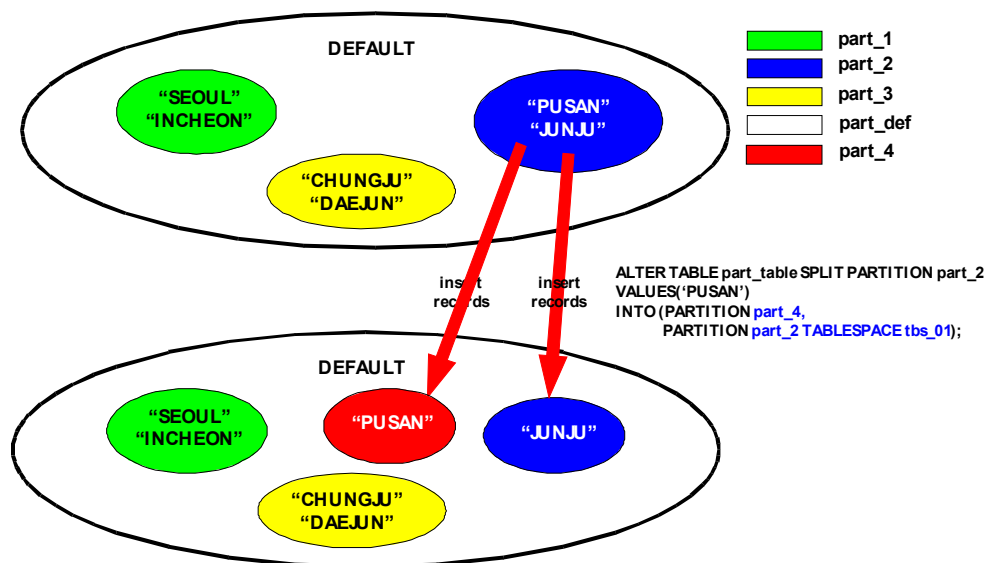 DEFAULT
“SEOUL”
“INCHEON”
“PUSAN”
“JUNJU”
“CHUNGJU”
“DAEJUN”
part_1
part_2
part_3
part_def
part_4
insert
records
insert
records
ALTER TABLE part_table SPLIT PARTITION part_2
VALUES(‘PUSAN’)
INTO (PARTITION part_4,
PARTITION part_2 TABLESPACE tbs_01);
DEFAULT
“SEOUL”
“INCHEON”
“PUSAN”
“JUNJU”
“CHUNGJU”
“DAEJUN”